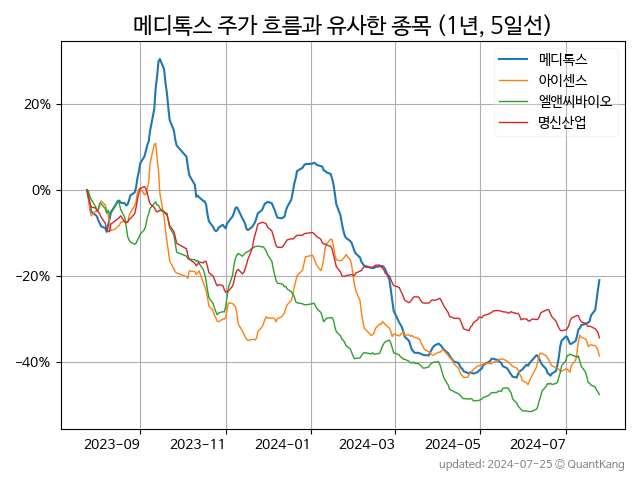 메디톡스 주가 흐름과 유사한 종목 (1년, 5일선)
메디톡스
아이센스
엘앤씨바이오
명신산업
20%
0%
−20%
−40%
2023-09
2023-11
2024-01
2024-03
2024-05
2024-07
updated: 2024-07-25 © QuantKang